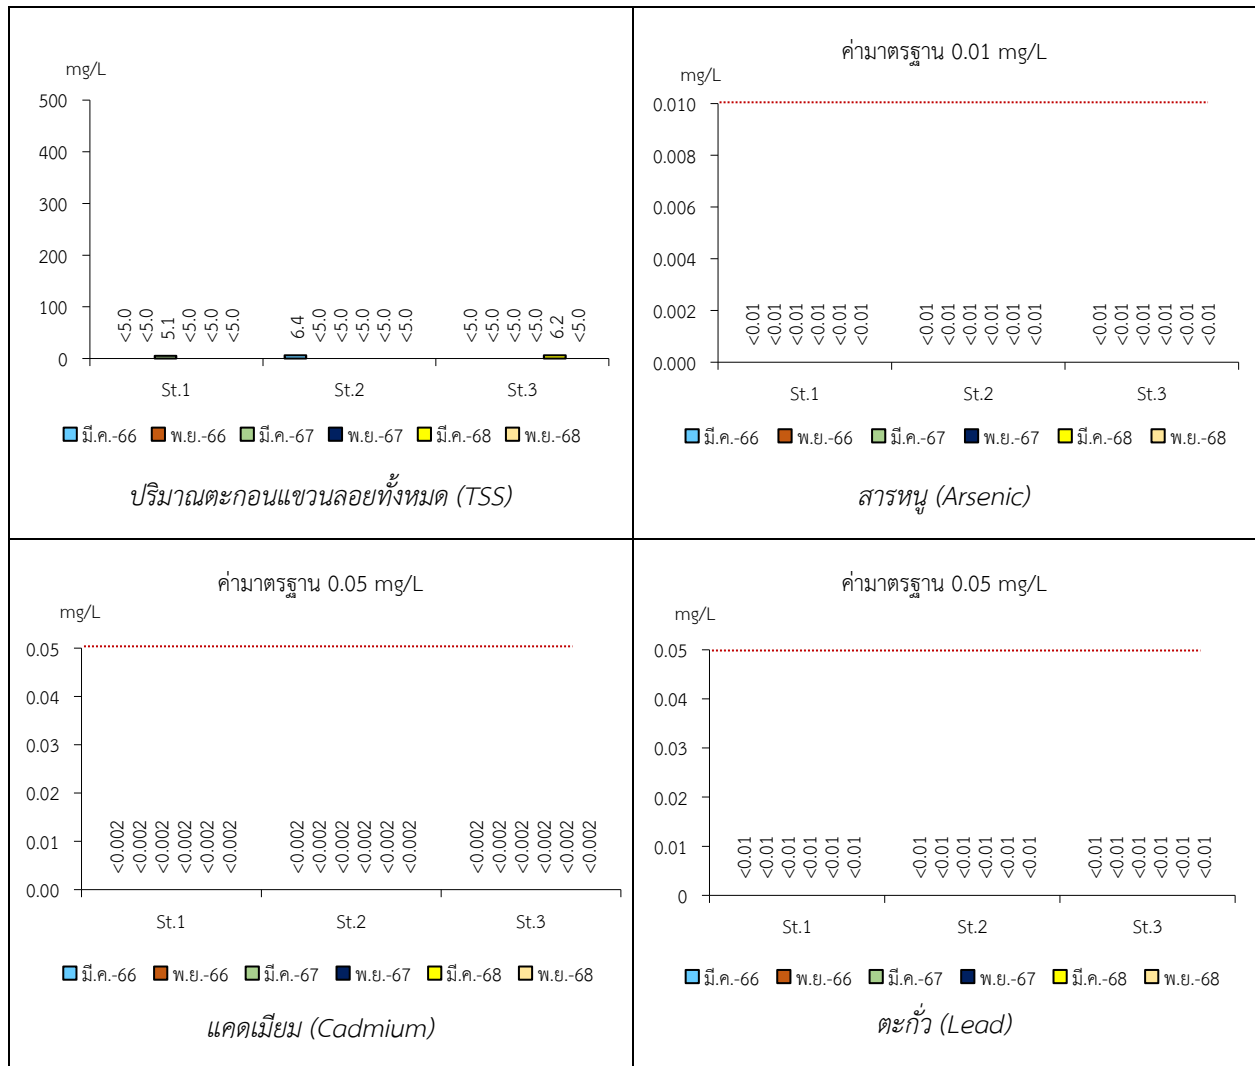 mg/L
500
400
300
200
100
0
<5.0 <5.0 5.1 <5.0 <5.0 <5.0 6.4 <5.0 <5.0 <5.0 <5.0 <5.0 <5.0 <5.0 <5.0 <5.0 6.2 <5.0
St.1 St.2 St.3
มี.ค.-66 พ.ย.-66 มี.ค.-67 พ.ย.-67 มี.ค.-68 พ.ย.-68
ปริมาณตะกอนแขวนลอยทั้งหมด (TSS)
ค่ามาตรฐาน 0.01 mg/L
mg/L
0.010
0.008
0.006
0.004
0.002
0.000
<0.01 <0.01 <0.01 <0.01 <0.01 <0.01 <0.01 <0.01 <0.01 <0.01 <0.01 <0.01 <0.01 <0.01 <0.01 <0.01 <0.01 <0.01
St.1 St.2 St.3
มี.ค.-66 พ.ย.-66 มี.ค.-67 พ.ย.-67 มี.ค.-68 พ.ย.-68
สารหนู (Arsenic)
ค่ามาตรฐาน 0.05 mg/L
mg/L
0.05
0.04
0.03
0.02
0.01
0.00
<0.002 <0.002 <0.002 <0.002 <0.002 <0.002 <0.002 <0.002 <0.002 <0.002 <0.002 <0.002 <0.002 <0.002 <0.002 <0.002 <0.002 <0.002
St.1 St.2 St.3
มี.ค.-66 พ.ย.-66 มี.ค.-67 พ.ย.-67 มี.ค.-68 พ.ย.-68
แคดเมียม (Cadmium)
ค่ามาตรฐาน 0.05 mg/L
mg/L
0.05
0.04
0.03
0.02
0.01
0
<0.01 <0.01 <0.01 <0.01 <0.01 <0.01 <0.01 <0.01 <0.01 <0.01 <0.01 <0.01 <0.01 <0.01 <0.01 <0.01 <0.01 <0.01
St.1 St.2 St.3
มี.ค.-66 พ.ย.-66 มี.ค.-67 พ.ย.-67 มี.ค.-68 พ.ย.-68
ตะกั่ว (Lead)